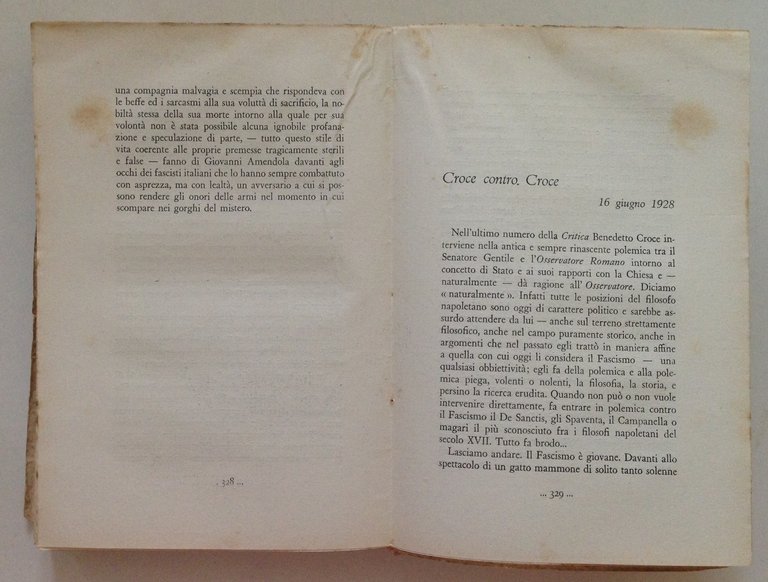 una compagnia malvagia e scempia che rispondeva con
le beffe ed i sarcasmi alla sua voluttà di sacrificio, la no-
biltà stessa della sua morte intorno alla quale per sua
volontà non è stata possibile alcuna ignobile profana-
zione e speculazione di parte, — tutto questo stile di
vita coerente alle proprie premesse tragicamente sterili
e false — fanno di Giovanni Amendola davanti agli
occhi dei fascisti italiani che lo hanno sempre combattuto
con asprezza, ma con lealtà, un avversario a cui si pos-
sono rendere gli onori delle armi nel momento in cui
scompare nei gorghi del mistero.
. 328 ...
Croce contro. Croce
16 giugno 1928
Nell'ultimo numero della Critica Benedetto Croce in-
terviene nella antica e sempre rinascente polemica tra il
Senatore Gentile e l'Osservatore Romano intorno al
concetto di Stato e ai suoi rapporti con la Chiesa e —
naturalmente — dà ragione all'Osservatore. Diciamo
« naturalmente ». Infatti tutte le posizioni del filosofo
napoletano sono oggi di carattere politico e sarebbe as-
surdo attendere da lui — anche sul terreno strettamente
filosofico, anche nel campo puramente storico, anche in
argomenti che nel passato egli trattò in maniera affine
a quella con cui oggi li considera il Fascismo — una
qualsiasi obbiettività; egli fa della polemica e alla pole-
mica piega, volenti o nolenti, la filosofia, la storia, e
persino la ricerca erudita. Quando non può o non vuole
intervenire direttamente, fa entrare in polemica contro
il Fascismo il De Sanctis, gli Spaventa, il Campanella o
magari il più sconosciuto fra i filosofi napoletani del
secolo XVII. Tutto fa brodo...
Lasciamo andare. Il Fascismo è giovane. Davanti allo
spettacolo di un gatto mammone di solito tanto solenne
... 329 ...